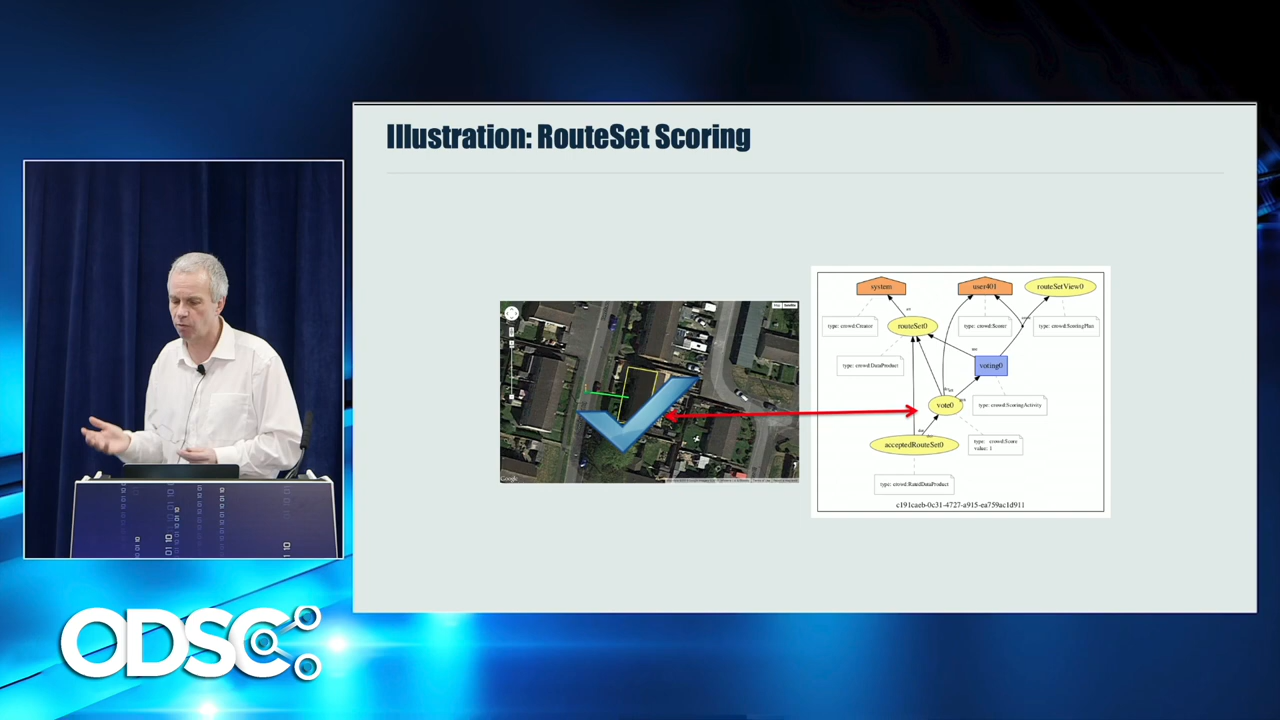 Illustration: RouteSet Scoring
system
user401
routeSetView0
type: crowd:Creator
routeSet0
type: crowd:Scorer
type: crowd:ScoringPlan
type: crowd:DataProduct
voting0
vote0
type: crowd:ScoringActivity
acceptedRouteSet0
type: crowd:Score
value: 1
type: crowd:RatedDataProduct
c191caeb-0c31-4727-a915-ea759ac1d911
Google
ODSC